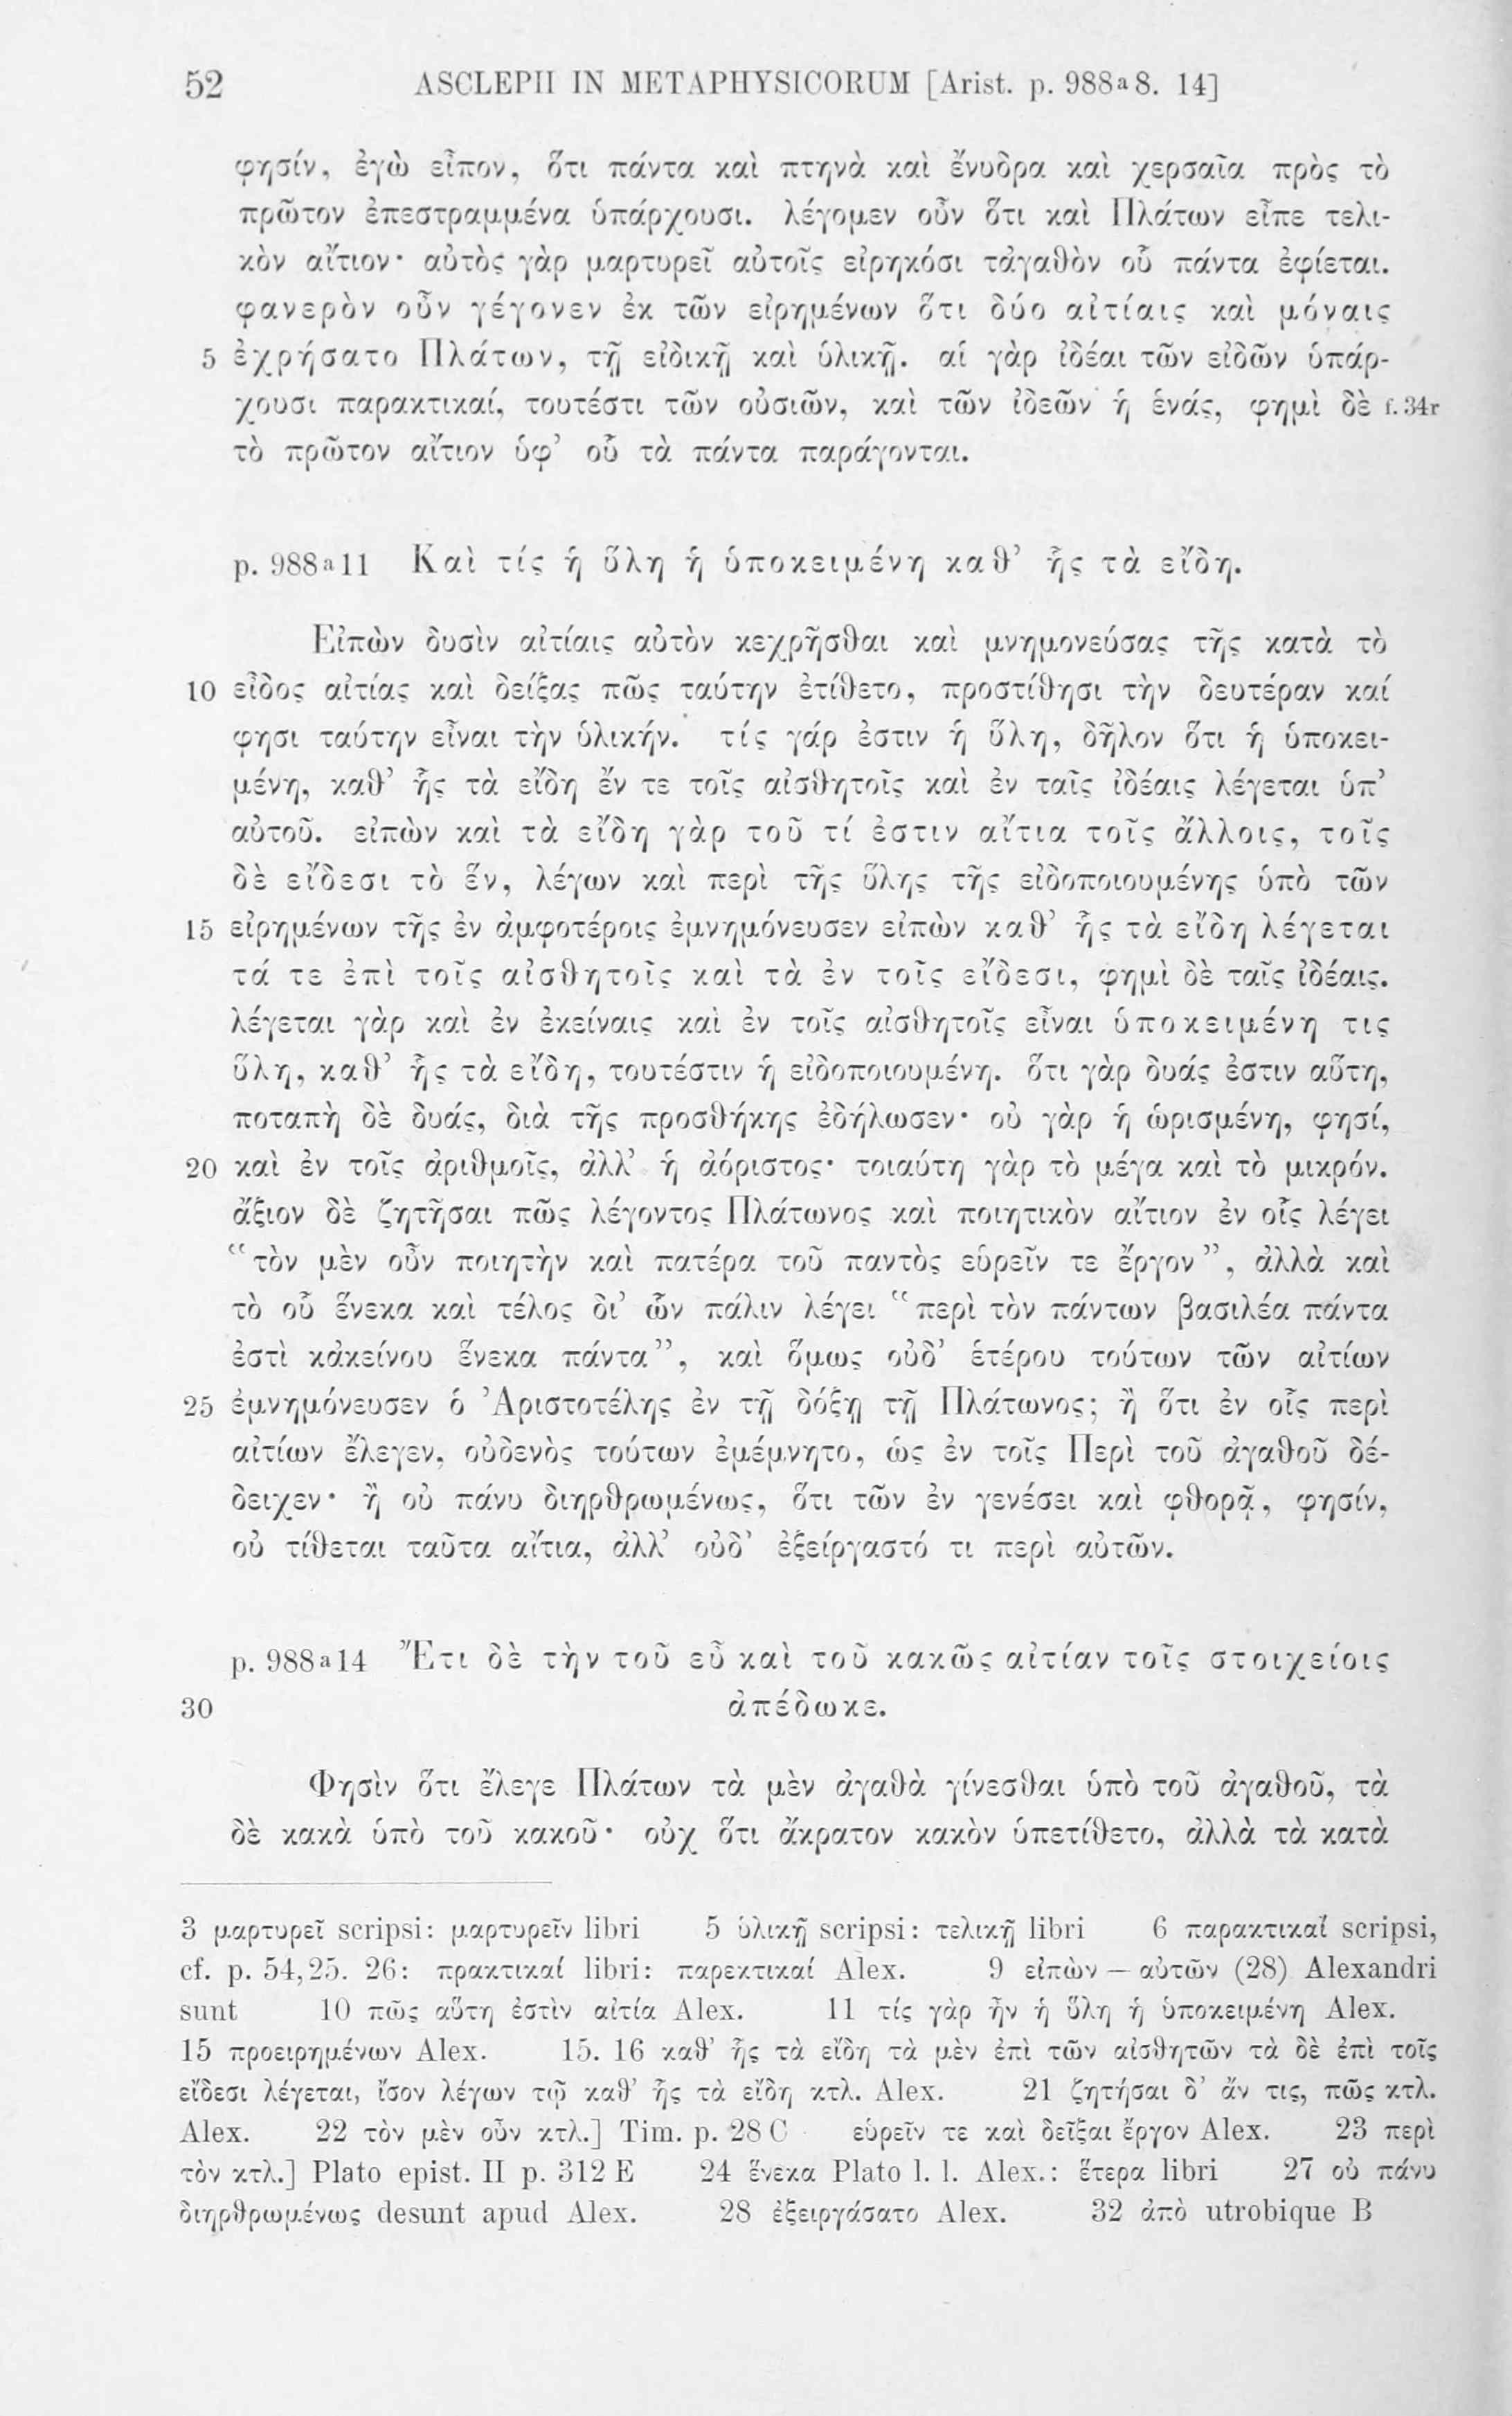 52 ASCLEPII IN METAPHYSICORUM [Arist. p. 988a8. 14]
φησίν, ἐγὼ εἶπον, ὅτι πάντα καὶ πτηνὰ καὶ ἔνυδρα καὶ χερσαῖα πρὸς τὸ
πρῶτον ἐπεστραμμένα ὑπάρχουσι. λέγομεν οὖν ὅτι καὶ Πλάτων εἶπε τελι-
κὸν αἴτιον· αὐτὸς γὰρ μαρτυρεῖ αὐτοῖς εἰρηκόσι τἀγαθὸν οὗ πάντα ἐφίεται.
φανερὸν οὖν γέγονεν ἐκ τῶν εἰρημένων ὅτι δύο αἰτίαις καὶ μόναις
5 ἐχρήσατο Πλάτων, τῇ εἰδικῇ καὶ ὑλικῇ. αἱ γὰρ ἰδέαι τῶν εἰδῶν ὑπάρ-
χουσι παρακτικαί, τουτέστι τῶν οὐσιῶν, καὶ τῶν ἰδεῶν ἡ ἑνάς, φημὶ δὲ f. 34r
τὸ πρῶτον αἴτιον ὑφ’ οὗ τὰ πάντα παράγονται.
p. 988a11 Καὶ τίς ἡ ὕλη ἡ ὑποκειμένη καθ’ ἧς τὰ εἴδη.
Εἰπὼν δυσὶν αἰτίαις αὐτὸν κεχρῆσθαι καὶ μνημονεύσας τῆς κατὰ τὸ
10 εἶδος αἰτίας καὶ δείξας πῶς ταύτην ἐτίθετο, προστίθησι τὴν δευτέραν καί
φησι ταύτην εἶναι τὴν ὑλικήν. τίς γάρ ἐστιν ἡ ὕλη, δῆλον ὅτι ἡ ὑποκει-
μένη, καθ’ ἧς τὰ εἴδη ἔν τε τοῖς αἰσθητοῖς καὶ ἐν ταῖς ἰδέαις λέγεται ὑπ’
αὐτοῦ. εἰπὼν καὶ τὰ εἴδη γὰρ τοῦ τί ἐστιν αἴτια τοῖς ἄλλοις, τοῖς
δὲ εἴδεσι τὸ ἕν, λέγων καὶ περὶ τῆς ὕλης τῆς εἰδοποιουμένης ὑπὸ τῶν
15 εἰρημένων τῆς ἐν ἀμφοτέροις ἐμνημόνευσεν εἰπὼν καθ’ ἧς τὰ εἴδη λέγεται
τά τε ἐπὶ τοῖς αἰσθητοῖς καὶ τὰ ἐν τοῖς εἴδεσι, φημὶ δὲ ταῖς ἰδέαις.
λέγεται γὰρ καὶ ἐν ἐκείναις καὶ ἐν τοῖς αἰσθητοῖς εἶναι ὑποκειμένη τις
ὕλη, καθ’ ἧς τὰ εἴδη, τουτέστιν ἡ εἰδοποιουμένη. ὅτι γὰρ δυάς ἐστιν αὕτη,
ποταπὴ δὲ δυάς, διὰ τῆς προσθήκης ἐδήλωσεν· οὐ γὰρ ἡ ὡρισμένη, φησί,
20 καὶ ἐν τοῖς ἀριθμοῖς, ἀλλ’ ἡ ἀόριστος· τοιαύτη γὰρ τὸ μέγα καὶ τὸ μικρόν.
ἄξιον δὲ ζητῆσαι πῶς λέγοντος Πλάτωνος καὶ ποιητικὸν αἴτιον ἐν οἷς λέγει
“τὸν μὲν οὖν ποιητὴν καὶ πατέρα τοῦ παντὸς εὑρεῖν τε ἔργον”, ἀλλὰ καὶ
τὸ οὗ ἕνεκα καὶ τέλος δι’ ὧν πάλιν λέγει “περὶ τὸν πάντων βασιλέα πάντα
ἐστὶ κἀκείνου ἕνεκα πάντα”, καὶ ὅμως οὐδ’ ἑτέρου τούτων τῶν αἰτίων
25 ἐμνημόνευσεν ὁ Ἀριστοτέλης ἐν τῇ δόξῃ τῇ Πλάτωνος; ἢ ὅτι ἐν οἷς περὶ
αἰτίων ἔλεγεν, οὐδενὸς τούτων ἐμέμνητο, ὡς ἐν τοῖς Περὶ τοῦ ἀγαθοῦ δέ-
δειχεν· ἢ οὐ πάνυ διηρθρωμένως, ὅτι τῶν ἐν γενέσει καὶ φθορᾷ, φησίν,
οὐ τίθεται ταῦτα αἴτια, ἀλλ’ οὐδ’ ἐξείργαστό τι περὶ αὐτῶν.
p. 988a14 Ἔτι δὲ τὴν τοῦ εὖ καὶ τοῦ κακῶς αἰτίαν τοῖς στοιχείοις
30 ἀπέδωκε.
Φησὶν ὅτι ἔλεγε Πλάτων τὰ μὲν ἀγαθὰ γίνεσθαι ὑπὸ τοῦ ἀγαθοῦ, τὰ
δὲ κακὰ ὑπὸ τοῦ κακοῦ· οὐχ ὅτι ἄκρατον κακὸν ὑπετίθετο, ἀλλὰ τὰ κατὰ
3 μαρτυρεῖ scripsi: μαρτυρεῖν libri 5 ὑλικῇ scripsi: τελικῇ libri 6 παρακτικαί scripsi,
cf. p. 54,25. 26: πρακτικαί libri: παρεκτικαί Alex. 9 εἰπὼν — αὐτῶν (28) Alexandri
sunt 10 πῶς αὕτη ἐστὶν αἰτία Alex. 11 τίς γὰρ ἦν ἡ ὕλη ἡ ὑποκειμένη Alex.
15 προειρημένων Alex. 15. 16 καθ’ ἧς τὰ εἴδη τὰ μὲν ἐπὶ τῶν αἰσθητῶν τὰ δὲ ἐπὶ τοῖς
εἴδεσι λέγεται, ἴσον λέγων τῷ καθ’ ἧς τὰ εἴδη κτλ. Alex. 21 ζητήσαι δ’ ἄν τις, πῶς κτλ.
Alex. 22 τὸν μὲν οὖν κτλ.] Tim. p. 28 C εὑρεῖν τε καὶ δεῖξαι ἔργον Alex. 23 περὶ
τὸν κτλ.] Plato epist. II p. 312 E 24 ἕνεκα Plato l. l. Alex.: ἕτερα libri 27 οὐ πάνυ
διηρθρωμένως desunt apud Alex. 28 ἐξειργάσατο Alex. 32 ἀπὸ utrobique B